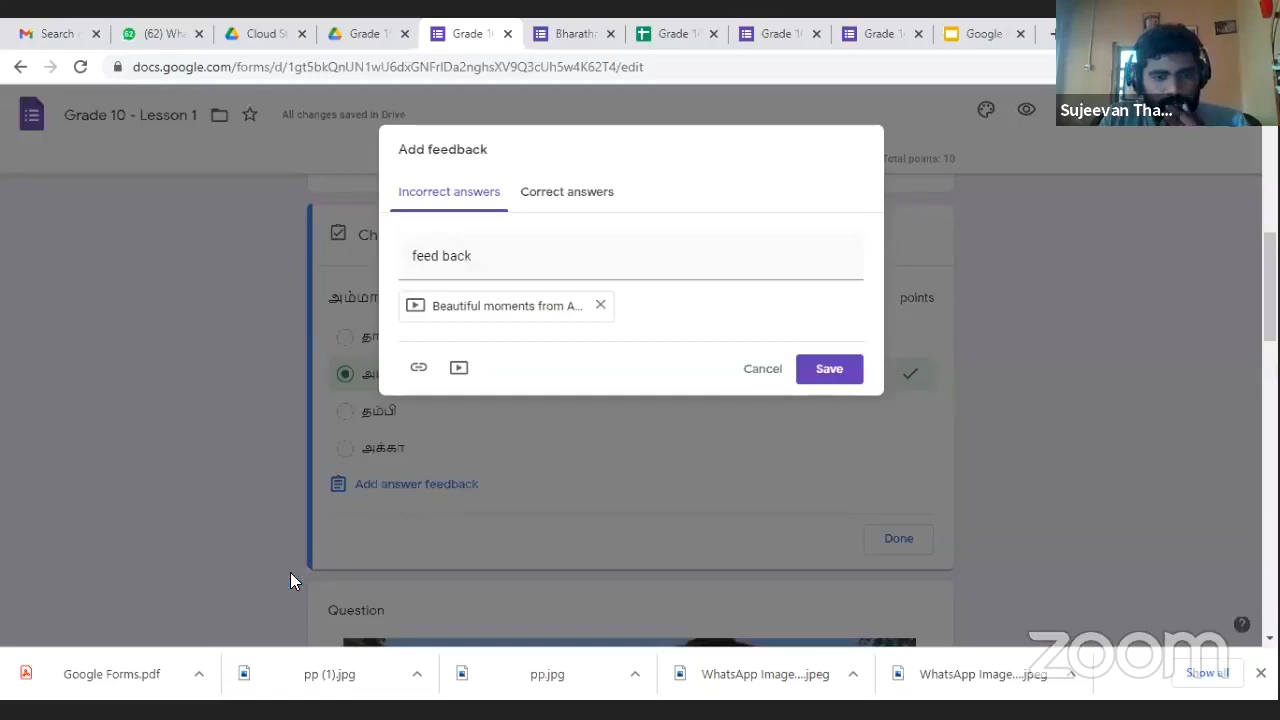 Search
(62) Wha
Cloud S
Grade 1
Grade 1
Bharath
Grade 1
Grade 1
Grade 1
Google
docs.google.com/forms/d/1gt5bkQnUN1wU6dxGNFrIDa2nghsXV9Q3cUh5w4K62T4/edit
Sujeevan Tha...
Grade 10 - Lesson 1
All changes saved in Drive
Total points: 10
Add feedback
Incorrect answers
Correct answers
Ch
feed back
அம்மா
points
Beautiful moments from A...
Cancel
Save
தம்பி
அக்கா
Add answer feedback
Done
Question
zoom
Google Forms.pdf
pp (1).jpg
pp.jpg
WhatsApp Image....jpeg
WhatsApp Image....jpeg
Show all